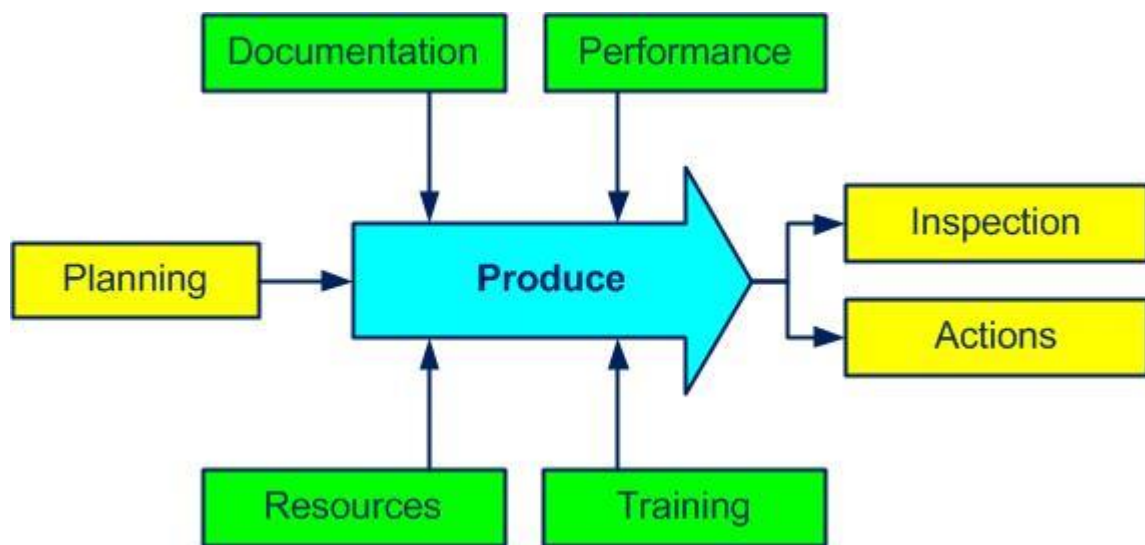 Documentation
Performance
Planning
Produce
Inspection
Actions
Resources
Training